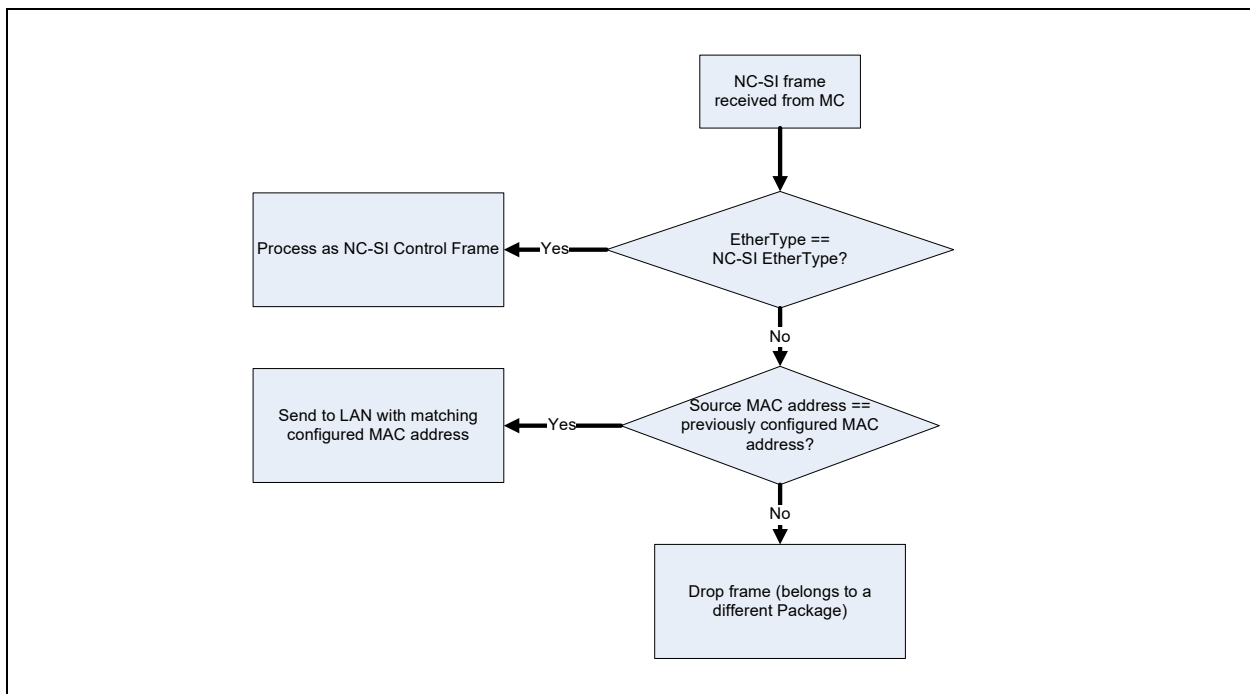 NC-SI frame
received from MC
EtherType ==
NC-SI EtherType?
Yes
Process as NC-SI Control Frame
No
Source MAC address ==
previously configured MAC
address?
Yes
Send to LAN with matching
configured MAC address
No
Drop frame (belongs to a
different Package)